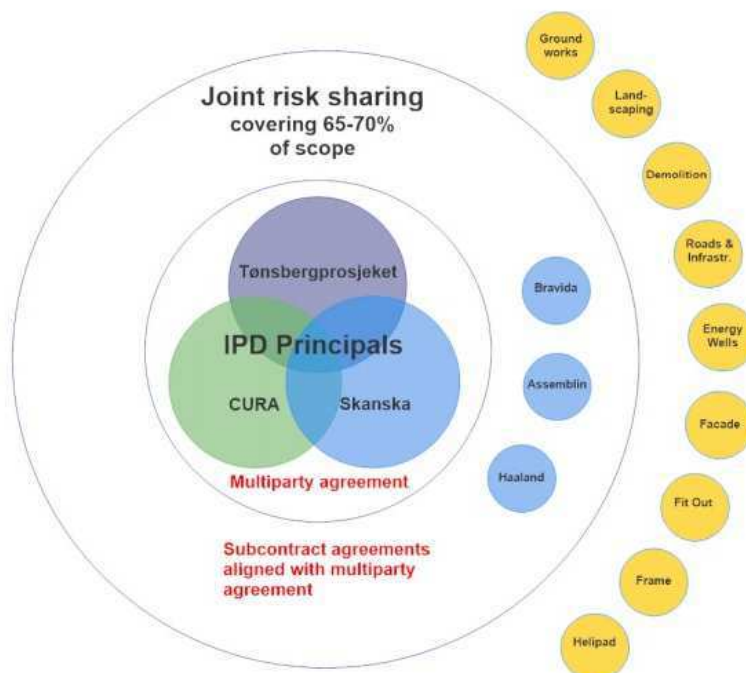 Joint risk sharing
covering 65-70%
of scope
Tønsbergprosjeket
IPD Principals
CURA
Skanska
Multiparty agreement
Subcontract agreements
aligned with multiparty
agreement
Bravida
Assemblin
Haaland
Ground
works
Land-
scaping
Demolition
Roads &
Infrastr.
Energy
Wells
Facade
Fit Out
Frame
Helipad